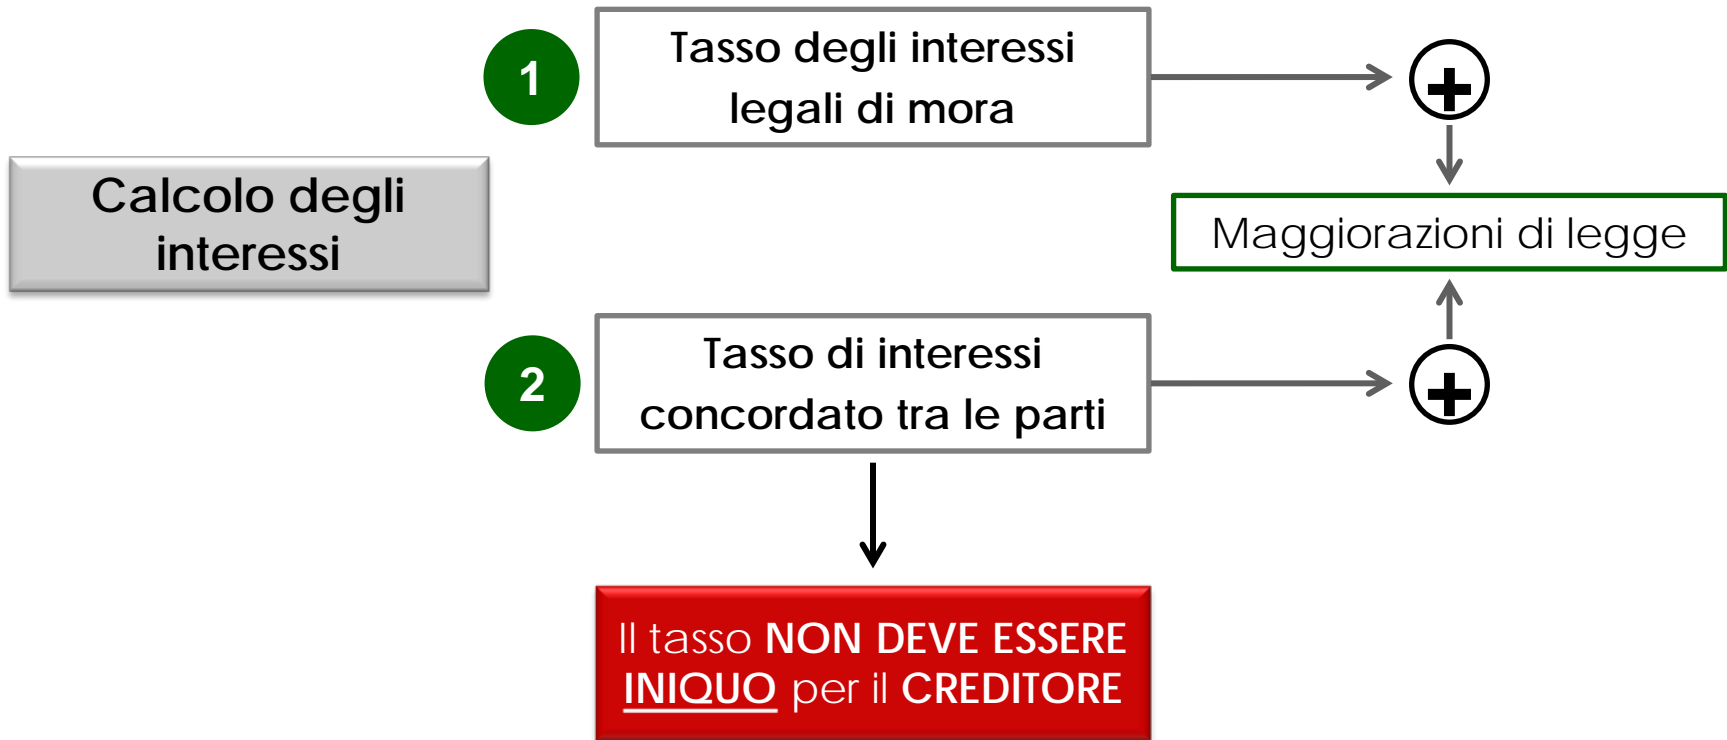 Calcolo degli
interessi
1
Tasso degli interessi
legali di mora
+
Maggiorazioni di legge
2
Tasso di interessi
concordato tra le parti
+
Il tasso NON DEVE ESSERE
INIQUO per il CREDITORE